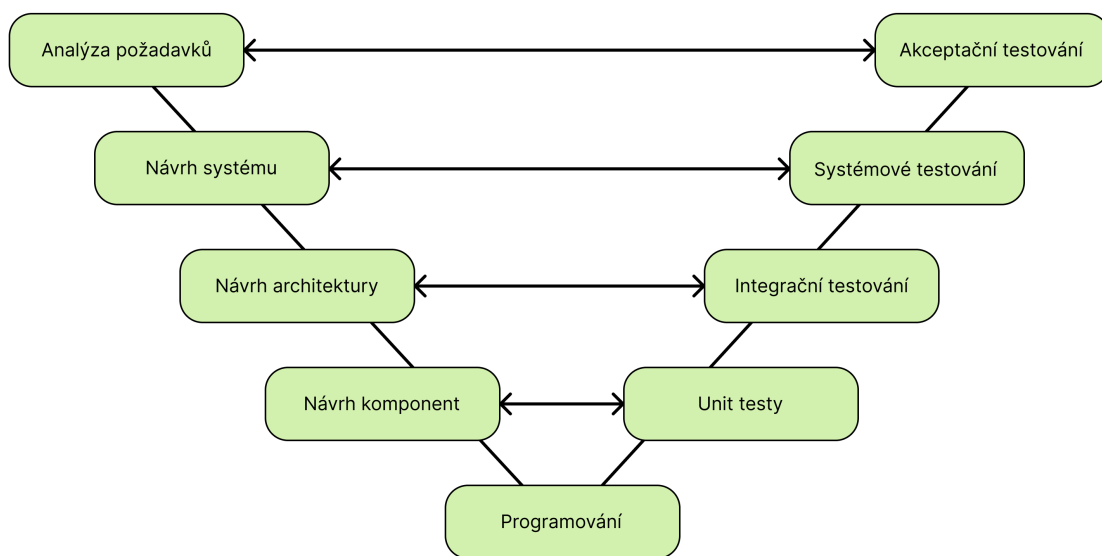 Analýza požadavků
Akceptační testování
Návrh systému
Systémové testování
Návrh architektury
Integrační testování
Návrh komponent
Unit testy
Programování